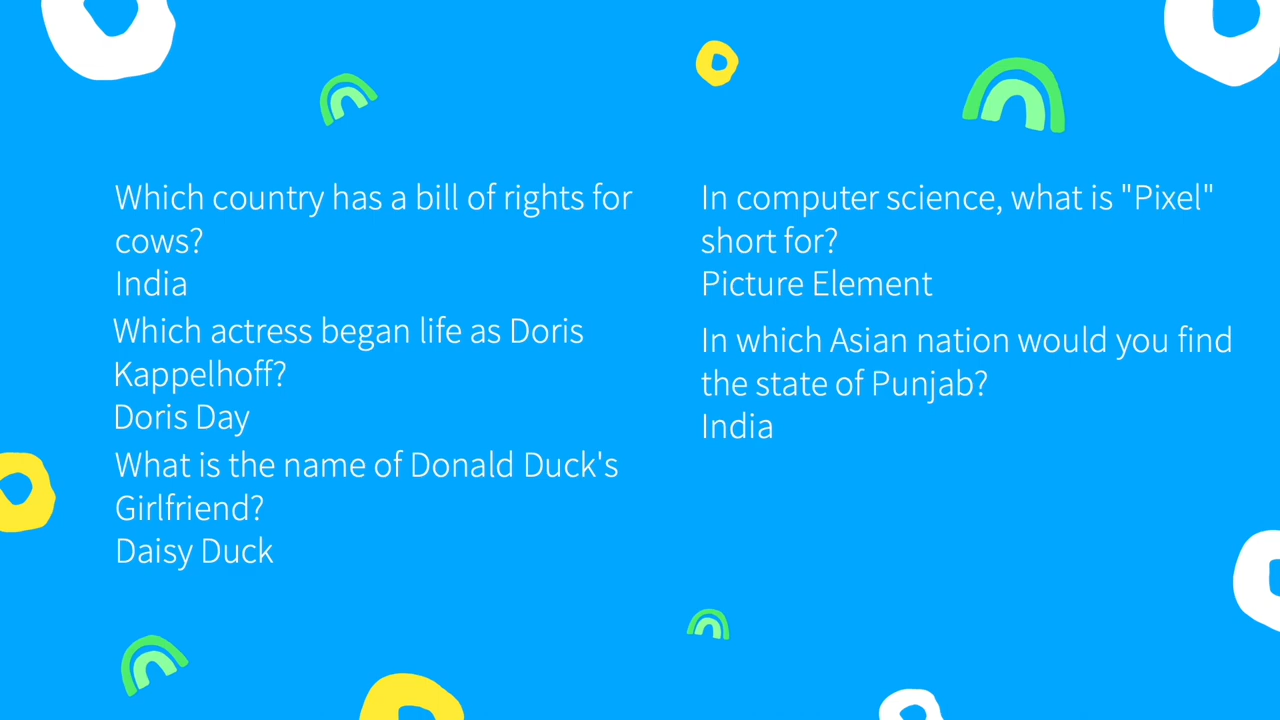 Which country has a bill of rights for
cows?
India
Which actress began life as Doris
Kappelhoff?
Doris Day
What is the name of Donald Duck's
Girlfriend?
Daisy Duck
In computer science, what is "Pixel"
short for?
Picture Element
In which Asian nation would you find
the state of Punjab?
India